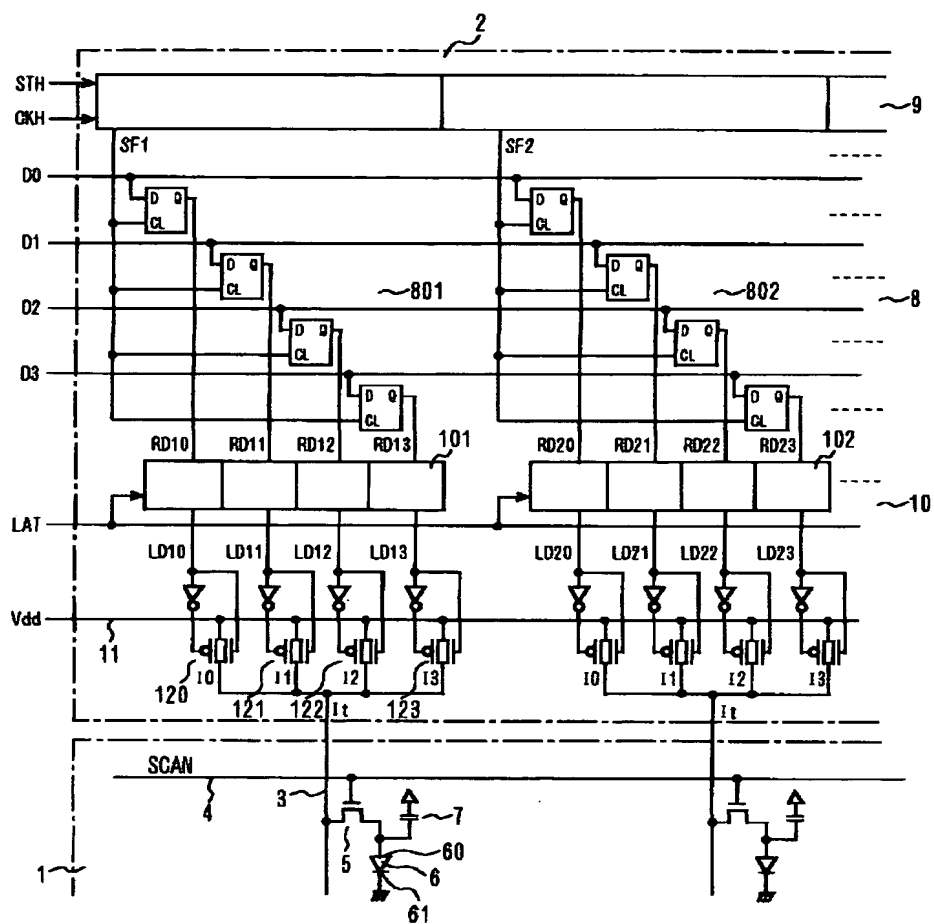 2
STH
CKH
9
SF1 SF2
D0
D Q D Q
CL CL
D1
D Q D Q
CL CL
801 802 8
D2
D Q D Q
CL CL
D3
D Q D Q
CL CL
RD10 RD11 RD12 RD13 101 RD20 RD21 RD22 RD23 102
10
LAT
LD10 LD11 LD12 LD13 LD20 LD21 LD22 LD23
Vdd
11
I0 I1 I2 I3 I0 I1 I2 I3
120 121 122 123
It It
SCAN
4 3 7
5 60
6
1 61